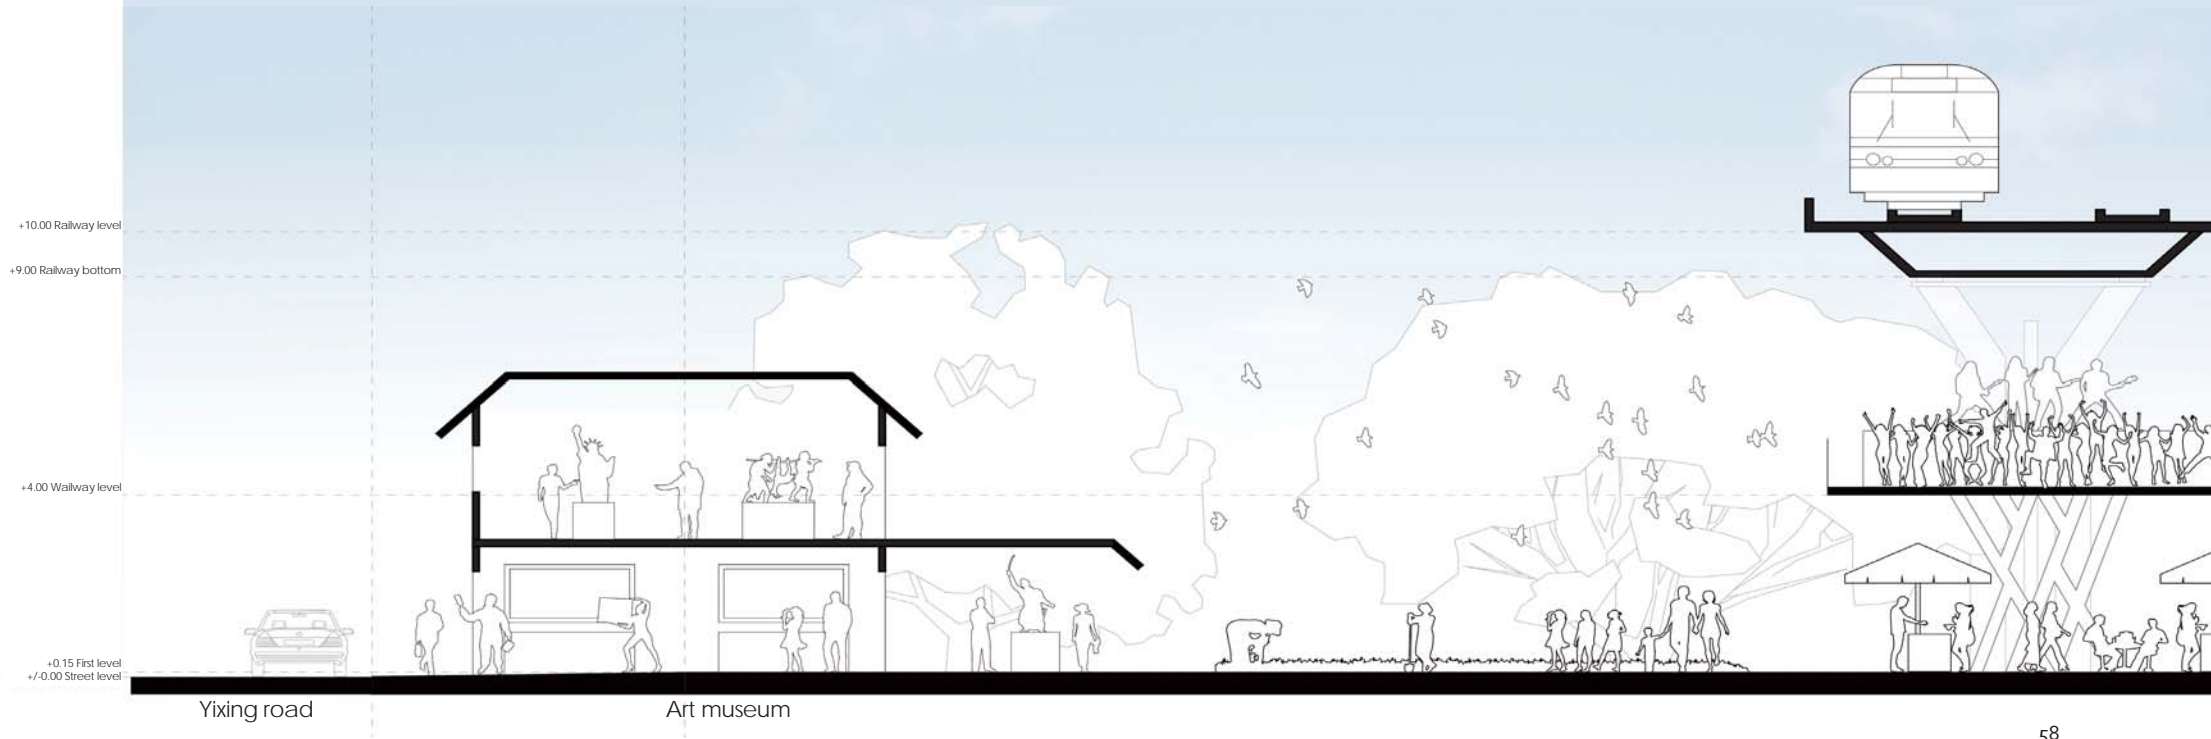 +10.00 Railway level
+9.00 Railway bottom
+4.00 Wailway level
+0.15 First level
+/-0.00 Street level
Yixing road
Art museum
58